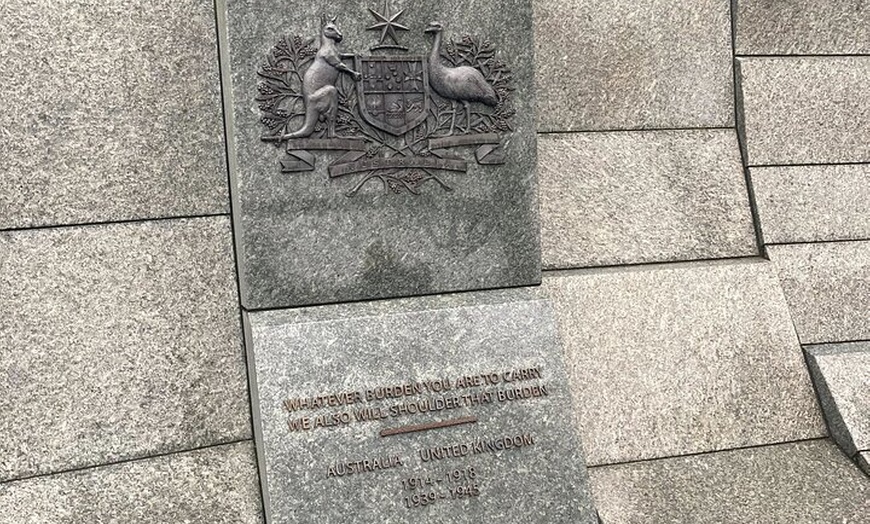 WHATEVER BURDEN YOU ARE TO CARRY
WE ALSO WILL SHOULDER THAT BURDEN
AUSTRALIA UNITED KINGDOM
1914 - 1918
1939 - 1945